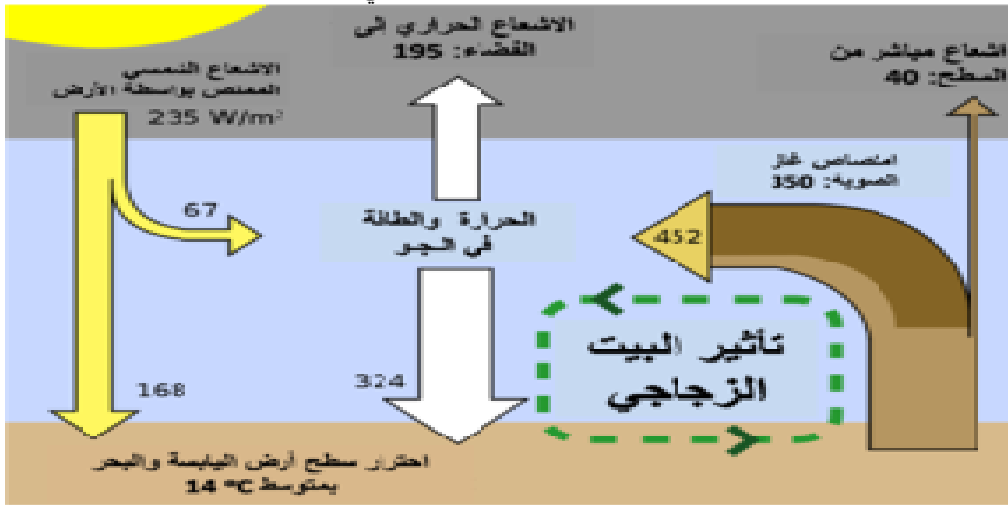 الاشعاع الحراري إلى
الفضاء: 195
اشعاع مباشر من
السطح: 40
الاشعاع الشمسي
الممتص بواسطة الأرض
235 W/m²
امتصاص غاز
الصوبة: 350
67
الحرارة والطاقة
في الجو
452
تأثير البيت
الزجاجي
324
168
احترار سطح أرض اليابسة والبحر
بمتوسط 14 °C